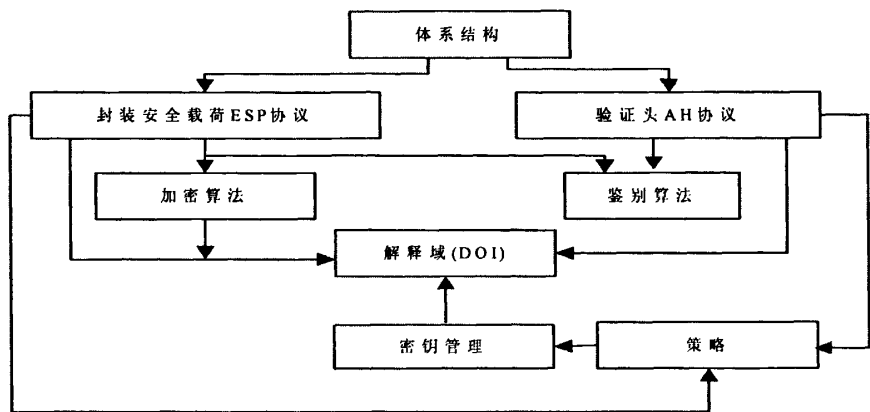 体系结构
封装安全载荷ESP协议
验证头AH协议
加密算法
鉴别算法
解释域(DOI)
密钥管理
策略